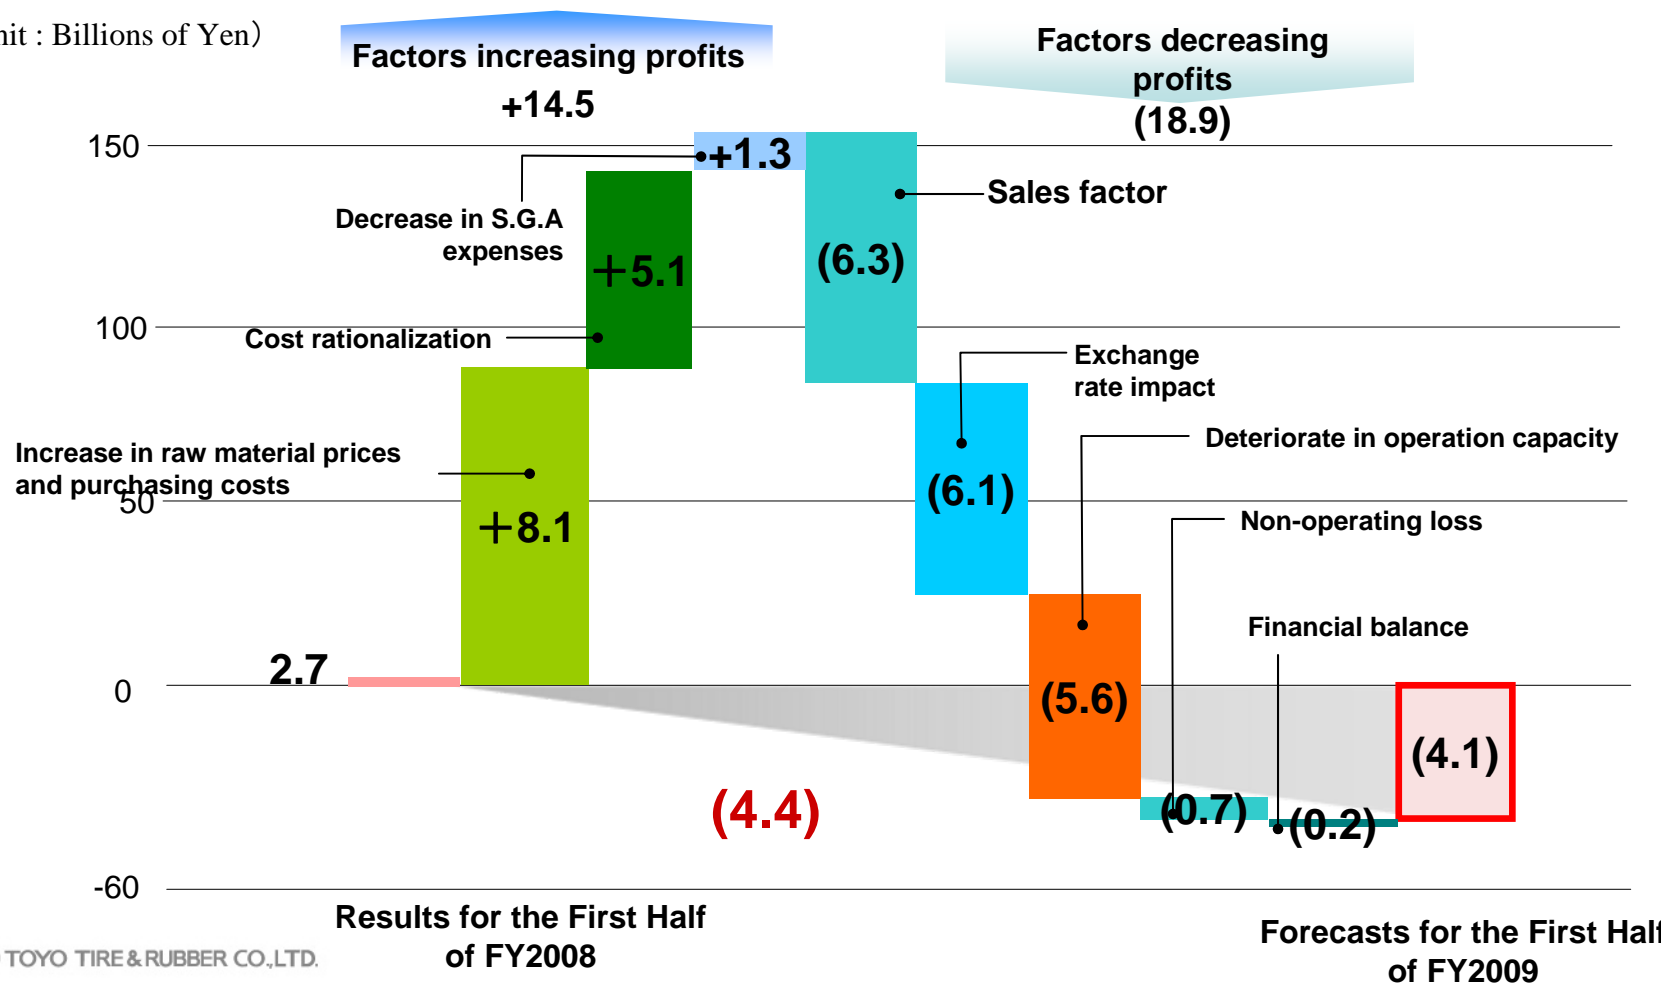 nit : Billions of Yen）
Factors increasing profits
+14.5
Factors decreasing
profits
(18.9)
150
+1.3
Sales factor
Decrease in S.G.A
expenses
＋5.1
(6.3)
100
Cost rationalization
Exchange
rate impact
Increase in raw material prices
and purchasing costs
50
＋8.1
(6.1)
Deteriorate in operation capacity
Non-operating loss
Financial balance
2.7
0
(5.6)
(4.1)
(4.4)
(0.7)
(0.2)
-60
Results for the First Half
of FY2008
Forecasts for the First Half
of FY2009
TOYO TIRE & RUBBER CO.,LTD.